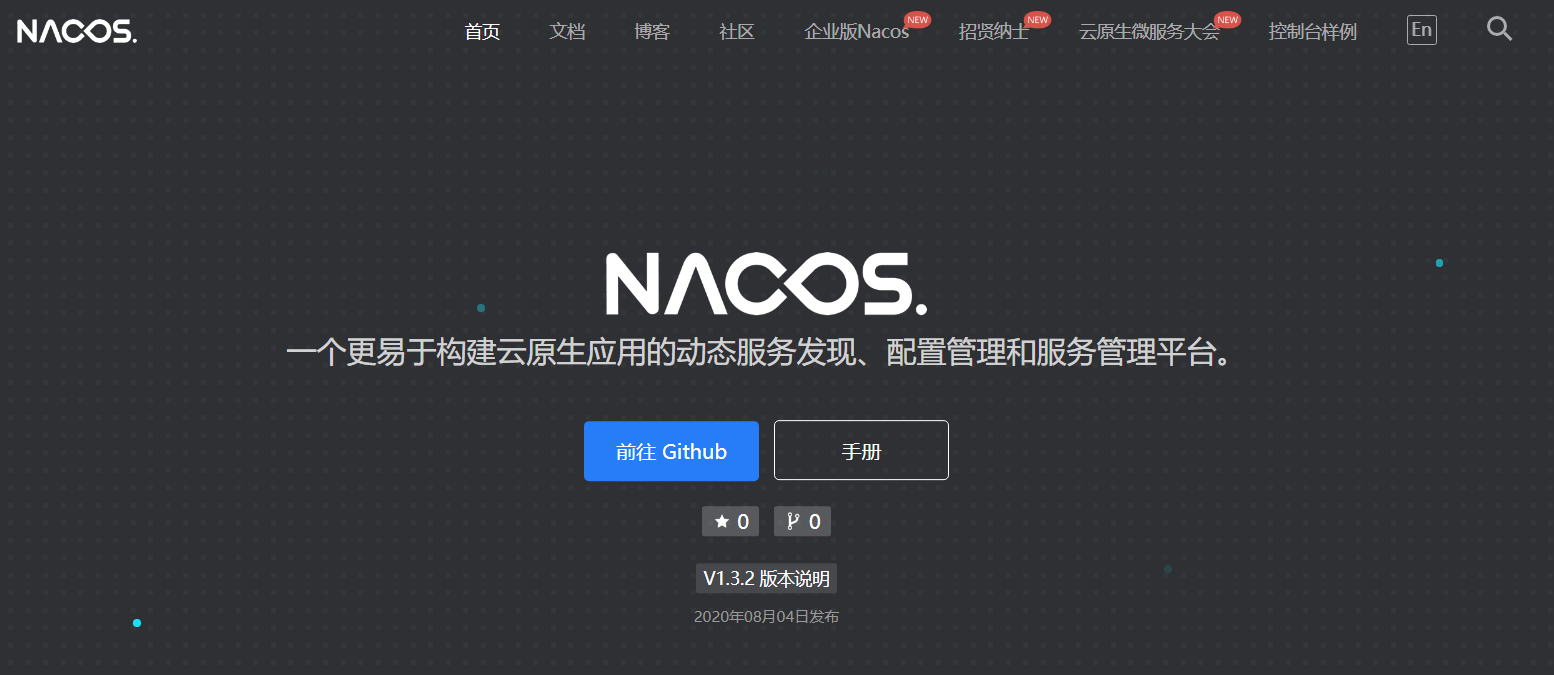 NACOS. 首页 文档 博客 社区 企业版Nacos NEW 招贤纳士 NEW 云原生微服务大会 NEW 控制台样例 En
NACOS.
一个更易于构建云原生应用的动态服务发现、配置管理和服务管理平台。
前往 Github 手册
0 0
V1.3.2 版本说明
2020年08月04日发布